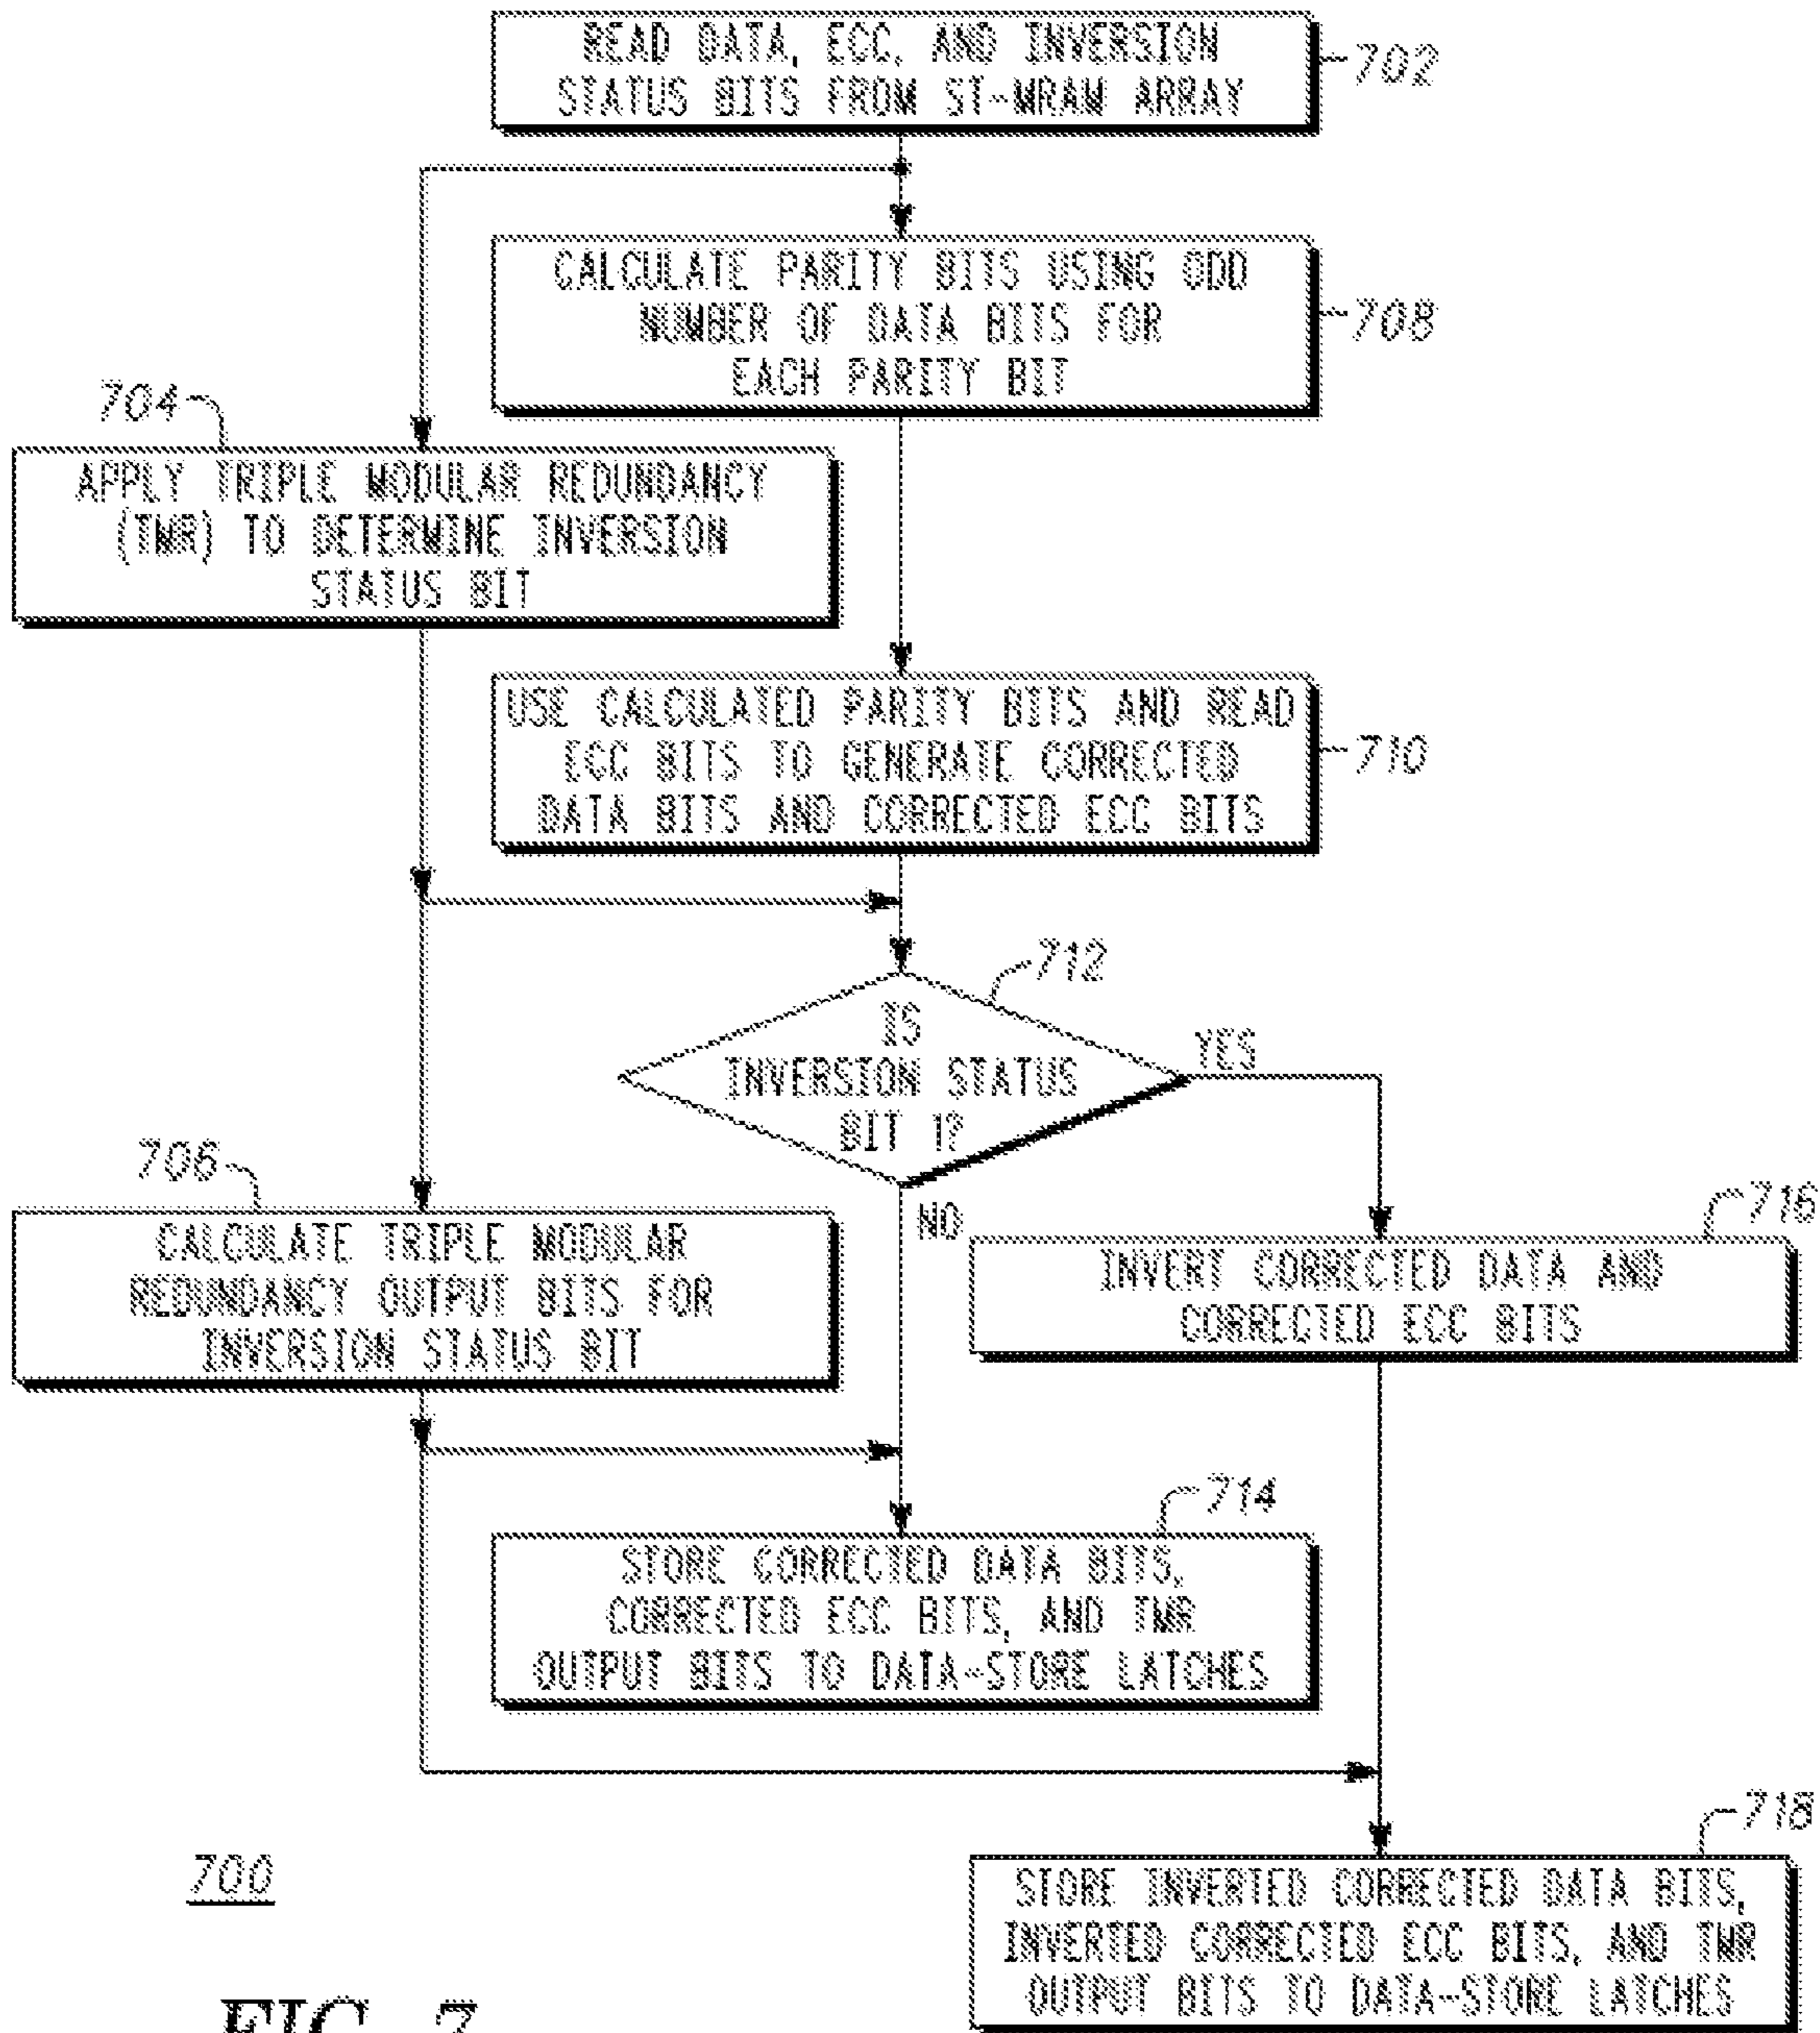 READ DATA, ECC, AND INVERSION
STATUS BITS FROM ST-MRAM ARRAY
702
CALCULATE PARITY BITS USING ODD
NUMBER OF DATA BITS FOR
EACH PARITY BIT
708
704
APPLY TRIPLE MODULAR REDUNDANCY
(TMR) TO DETERMINE INVERSION
STATUS BIT
USE CALCULATED PARITY BITS AND READ
ECC BITS TO GENERATE CORRECTED
DATA BITS AND CORRECTED ECC BITS
710
712
IS
INVERSION STATUS
BIT 1?
YES
NO
706
CALCULATE TRIPLE MODULAR
REDUNDANCY OUTPUT BITS FOR
INVERSION STATUS BIT
716
INVERT CORRECTED DATA AND
CORRECTED ECC BITS
714
STORE CORRECTED DATA BITS,
CORRECTED ECC BITS, AND TMR
OUTPUT BITS TO DATA-STORE LATCHES
718
STORE INVERTED CORRECTED DATA BITS,
INVERTED CORRECTED ECC BITS, AND TMR
OUTPUT BITS TO DATA-STORE LATCHES
700
FIG. 7